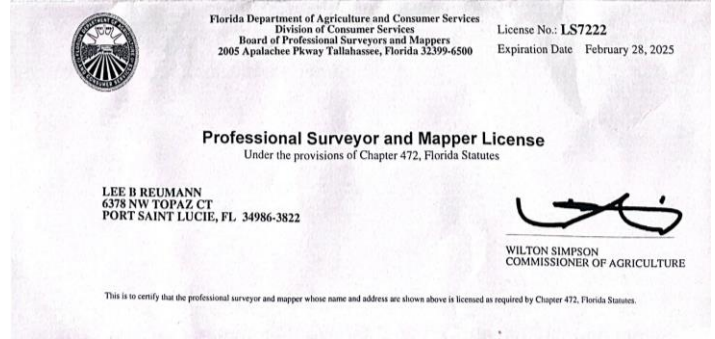 Florida Department of Agriculture and Consumer Services
Division of Consumer Services
Board of Professional Surveyors and Mappers
2005 Apalachee Pkway Tallahassee, Florida 32399-6500
License No.: LS7222
Expiration Date February 28, 2025
Professional Surveyor and Mapper License
Under the provisions of Chapter 472, Florida Statutes
LEE B REUMANN
6378 NW TOPAZ CT
PORT SAINT LUCIE, FL 34986-3822
WILTON SIMPSON
COMMISSIONER OF AGRICULTURE
This is to certify that the professional surveyor and mapper whose name and address are shown above is licensed as required by Chapter 472, Florida Statutes.